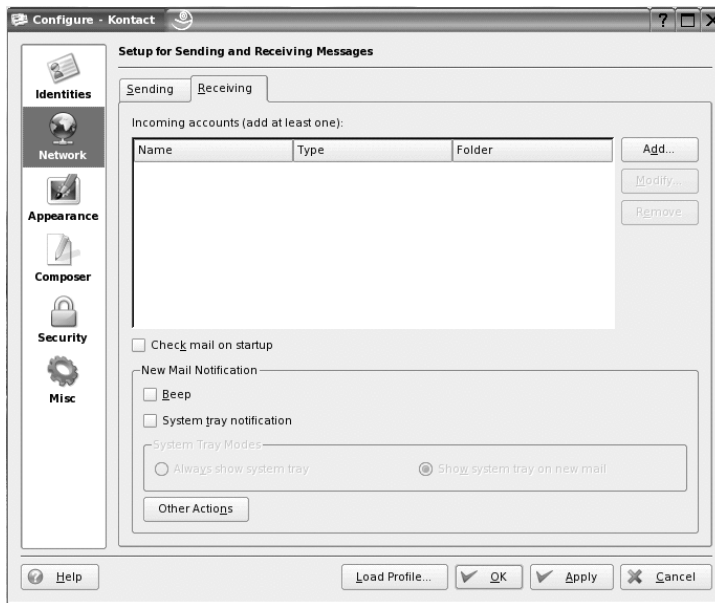 Configure - Kontact
Setup for Sending and Receiving Messages
Identities
Network
Appearance
Composer
Security
Misc
Sending
Receiving
Incoming accounts (add at least one):
Name Type Folder
Add...
Modify...
Remove
Check mail on startup
New Mail Notification
Beep
System tray notification
System Tray Modes
Always show system tray
Show system tray on new mail
Other Actions
Help
Load Profile...
OK
Apply
Cancel